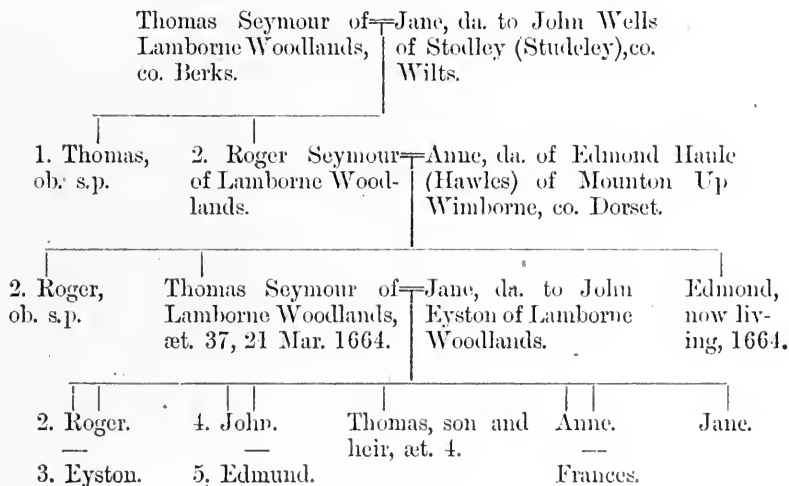 Thomas Seymour of
Lamborne Woodlands,
co. Berks.
Jane, da. to John Wells
of Stodley (Studeley), co.
Wilts.
1. Thomas,
ob. s.p.
2. Roger Seymour
of Lamborne Wood-
lands.
Anne, da. of Edmond Haule
(Hawles) of Mounton Up
Wimborne, co. Dorset.
2. Roger,
ob. s.p.
Thomas Seymour of
Lamborne Woodlands,
æt. 37, 21 Mar. 1664.
Jane, da. to John
Eyston of Lamborne
Woodlands.
Edmond,
now liv-
ing, 1664.
2. Roger.
—
3. Eyston.
4. John.
—
5. Edmund.
Thomas, son and
heir, æt. 4.
Anne.
—
Frances.
Jane.